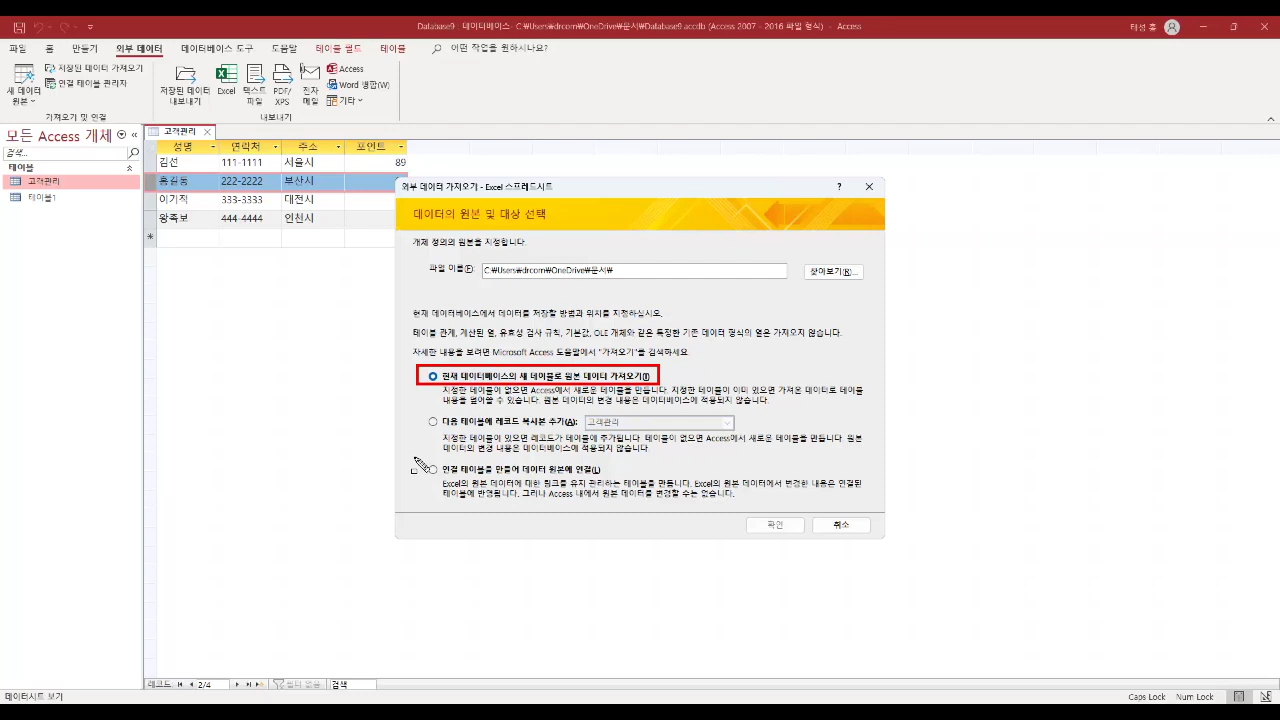 Database9 : 데이터베이스- C:₩Users₩drcom₩OneDrive₩문서₩Database9.accdb (Access 2007 - 2016 파일 형식) - Access
태성 홍
파일 홈 만들기 외부 데이터 데이터베이스 도구 도움말 테이블 필드 테이블 어떤 작업을 원하시나요?
새 데이터 원본
저장된 데이터 가져오기
연결 테이블 관리자
가져오기 및 연결
저장된 데이터 내보내기
Excel
텍스트 파일
PDF/XPS
전자 메일
Access
Word 병합(W)
기타
내보내기
모든 Access 개체
검색...
테이블
고객관리
테이블1
고객관리
성명 연락처 주소 포인트
김선 111-1111 서울시 89
홍길동 222-2222 부산시
이기적 333-3333 대전시
왕족보 444-4444 인천시
외부 데이터 가져오기 - Excel 스프레드시트 ?
데이터의 원본 및 대상 선택
개체 정의의 원본을 지정합니다.
파일 이름(F): C:₩Users₩drcom₩OneDrive₩문서₩ 찾아보기(R)...
현재 데이터베이스에서 데이터를 저장할 방법과 위치를 지정하십시오.
테이블 관계, 계산된 열, 유효성 검사 규칙, 기본값, OLE 개체와 같은 특정한 기존 데이터 형식의 열은 가져오지 않습니다.
자세한 내용을 보려면 Microsoft Access 도움말에서 "가져오기"를 검색하세요.
현재 데이터베이스의 새 테이블로 원본 데이터 가져오기(I)
지정한 테이블이 없으면 Access에서 새로운 테이블을 만듭니다. 지정한 테이블이 이미 있으면 가져온 데이터로 테이블
내용을 덮어쓸 수 있습니다. 원본 데이터의 변경 내용은 데이터베이스에 적용되지 않습니다.
다음 테이블에 레코드 복사본 추가(A): 고객관리
지정한 테이블이 있으면 레코드가 테이블에 추가됩니다. 테이블이 없으면 Access에서 새로운 테이블을 만듭니다. 원본
데이터의 변경 내용은 데이터베이스에 적용되지 않습니다.
연결 테이블을 만들어 데이터 원본에 연결(L)
Excel의 원본 데이터에 대한 링크를 유지 관리하는 테이블을 만듭니다. Excel의 원본 데이터에서 변경한 내용은 연결된
테이블에 반영됩니다. 그러나 Access 내에서 원본 데이터를 변경할 수는 없습니다.
확인 취소
레코드: 2/4 필터 없음 검색
데이터시트 보기 Caps Lock Num Lock